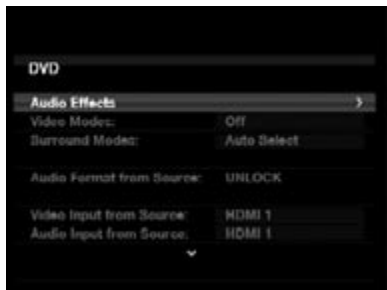 DVD
Audio Effects >
Video Modes: Off
Surround Modes: Auto Select
Audio Format from Source: UNLOCK
Video Input from Source: HDMI 1
Audio Input from Source: HDMI 1